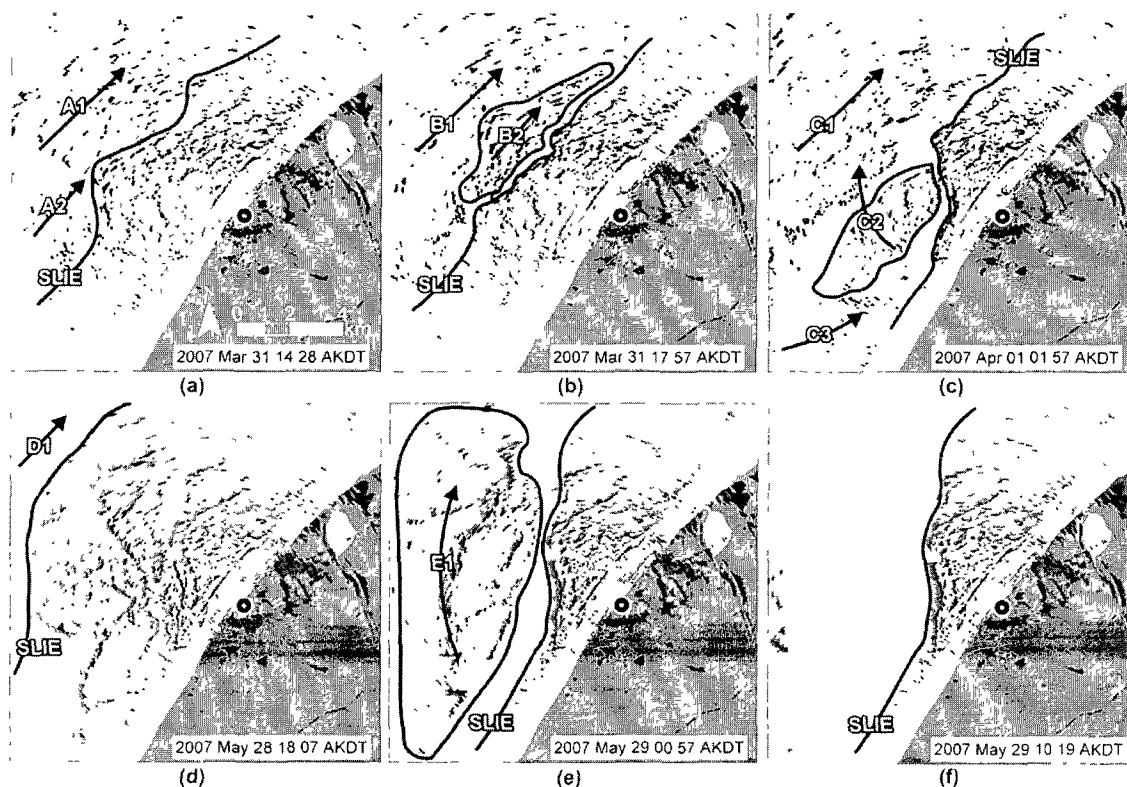 A1
A2
SLIE
0 2
2007 Mar 31 14 28 AKDT
(a)
B1
B2
SLIE
2007 Mar 31 17 57 AKDT
(b)
SLIE
C1
C2
C3
2007 Apr 01 01 57 AKDT
(c)
D1
SLIE
2007 May 28 18 07 AKDT
(d)
E1
SLIE
2007 May 29 00 57 AKDT
(e)
SLIE
2007 May 29 10 19 AKDT
(f)